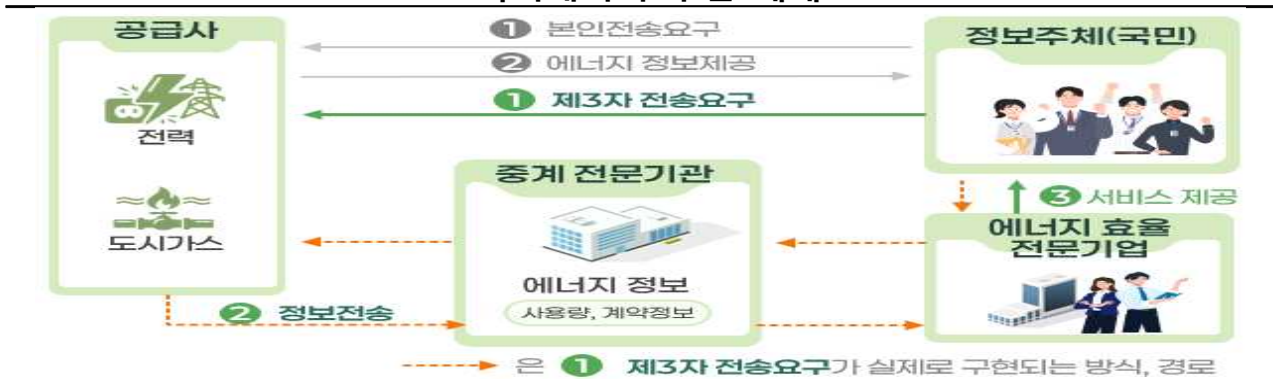 공급사
전력
도시가스
① 본인전송요구
② 에너지 정보제공
① 제3자 전송요구
정보주체(국민)
③ 서비스 제공
에너지 효율
전문기업
중계 전문기관
에너지 정보
사용량, 계약정보
② 정보전송
은 ① 제3자 전송요구가 실제로 구현되는 방식, 경로